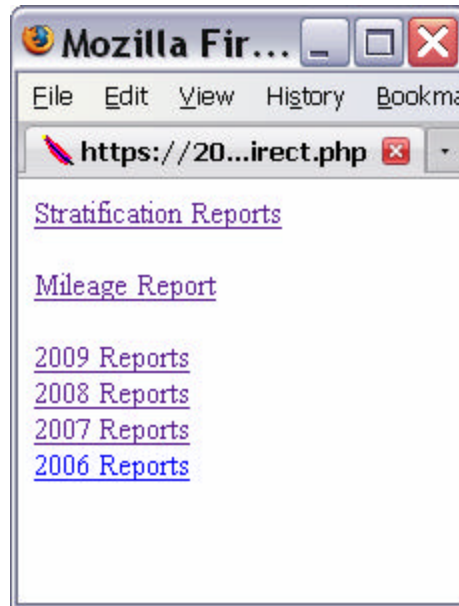 Mozilla Fir...
File Edit View History Bookma
https://20...irect.php
Stratification Reports
Mileage Report
2009 Reports
2008 Reports
2007 Reports
2006 Reports